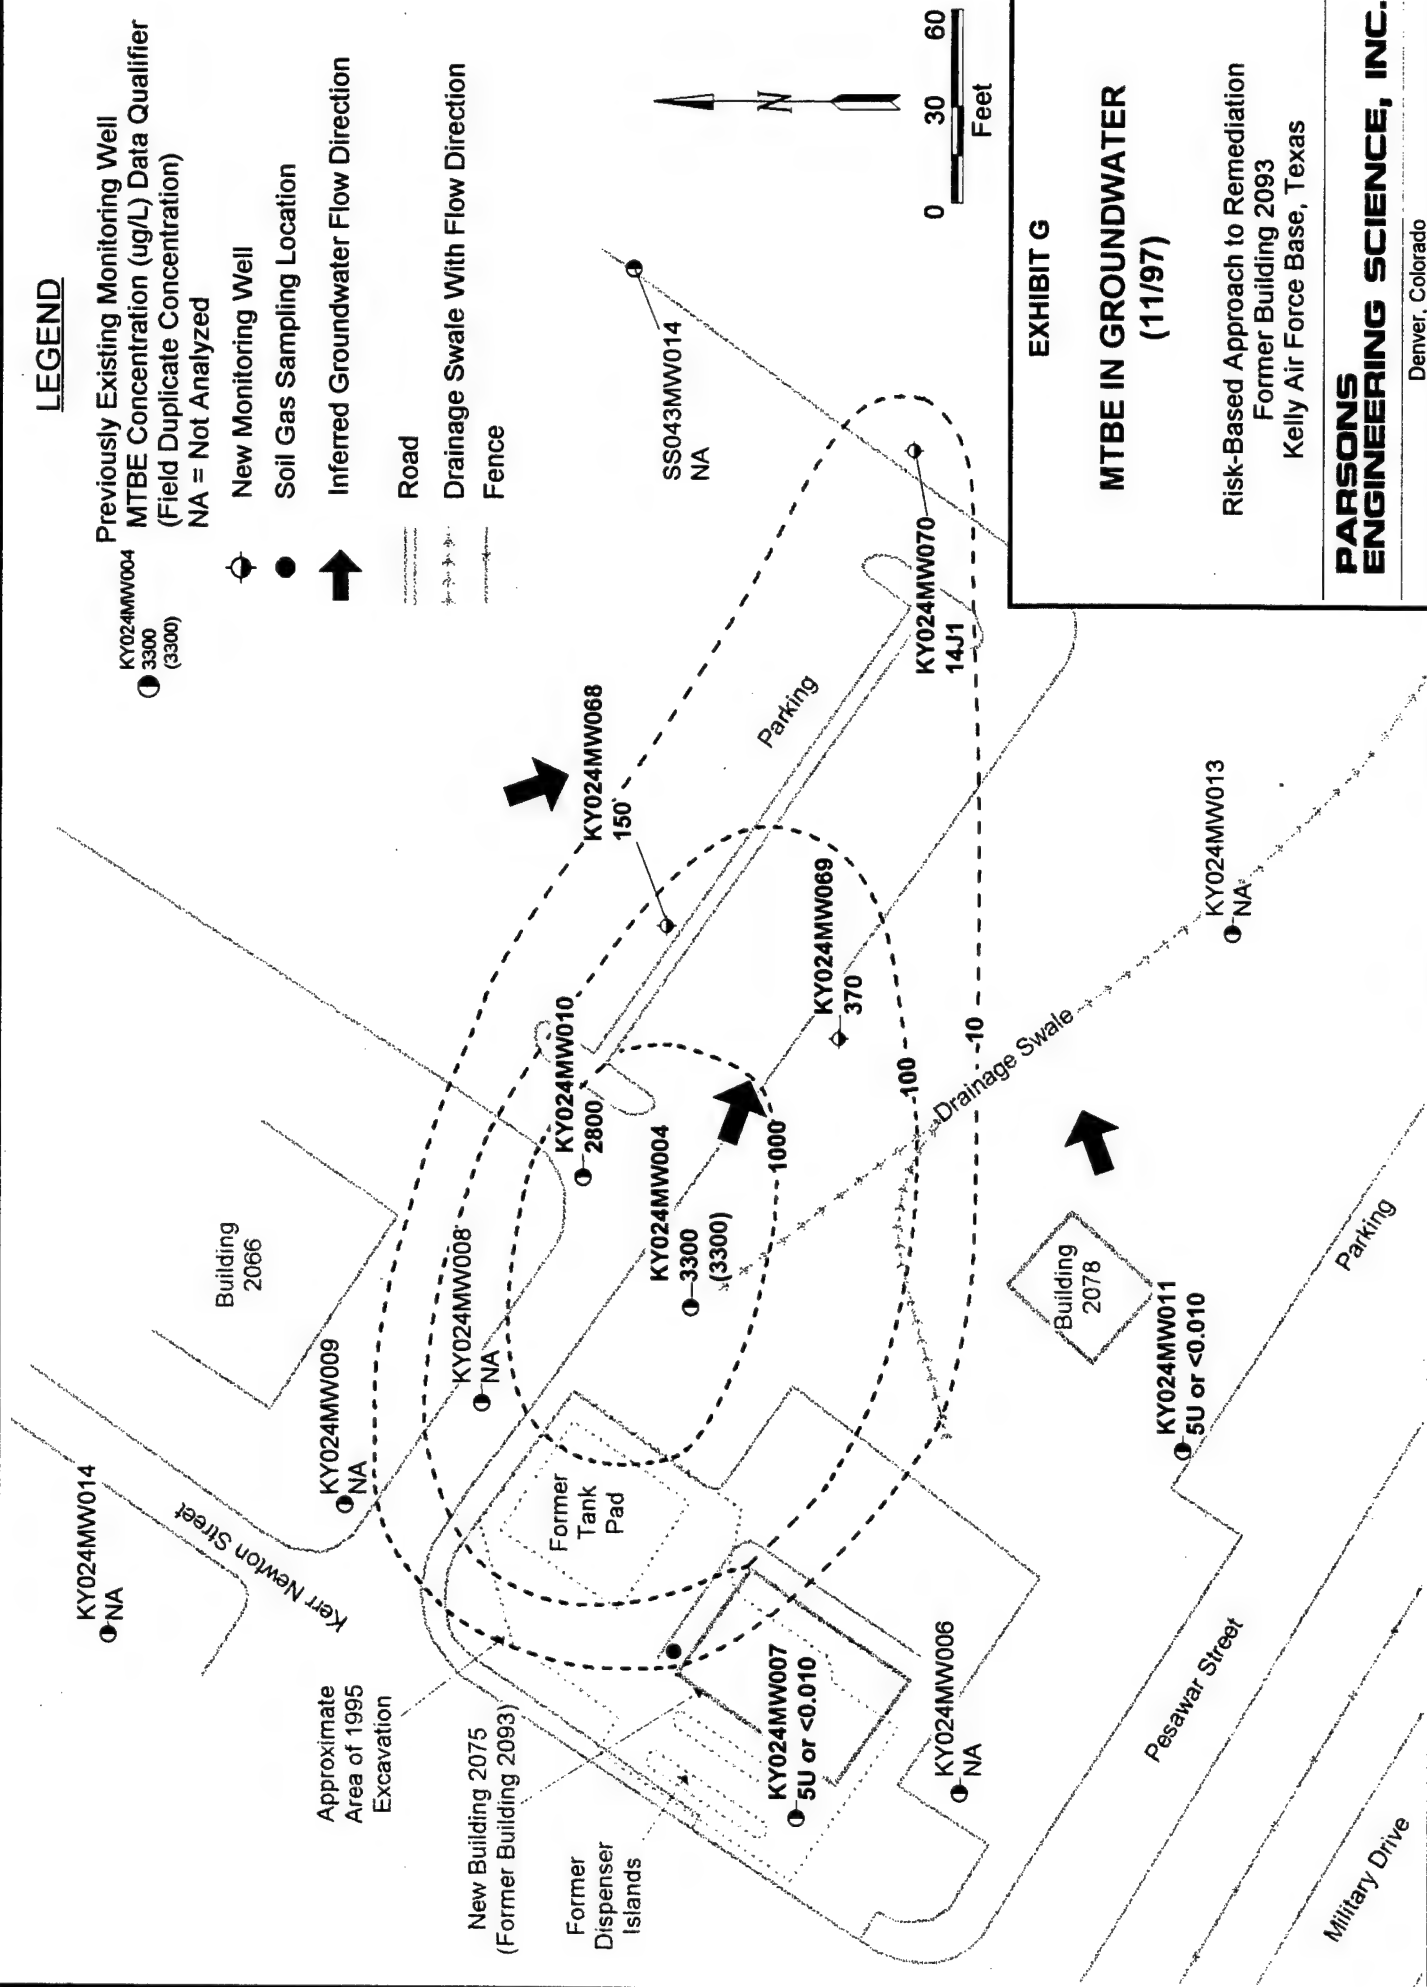 LEGEND
KY024MW004
3300
(3300)
Previously Existing Monitoring Well
MTBE Concentration (ug/L) Data Qualifier
(Field Duplicate Concentration)
NA = Not Analyzed
New Monitoring Well
Soil Gas Sampling Location
Inferred Groundwater Flow Direction
Road
Drainage Swale With Flow Direction
Fence
KY024MW014
NA
Kerr Newton Street
KY024MW009
NA
Building
2066
KY024MW008
NA
KY024MW010
2800
KY024MW068
150
SS043MW014
NA
N
0 30 60
Feet
Approximate
Area of 1995
Excavation
New Building 2075
(Former Building 2093)
Former
Dispenser
Islands
Former
Tank
Pad
KY024MW004
3300
(3300)
1000
KY024MW069
370
100
10
Parking
KY024MW070
14J1
KY024MW007
5U or <0.010
KY024MW006
NA
Drainage Swale
Building
2078
KY024MW011
5U or <0.010
KY024MW013
NA
Parking
Pesawar Street
Military Drive
EXHIBIT G
MTBE IN GROUNDWATER
(11/97)
Risk-Based Approach to Remediation
Former Building 2093
Kelly Air Force Base, Texas
PARSONS
ENGINEERING SCIENCE, INC.
Denver, Colorado